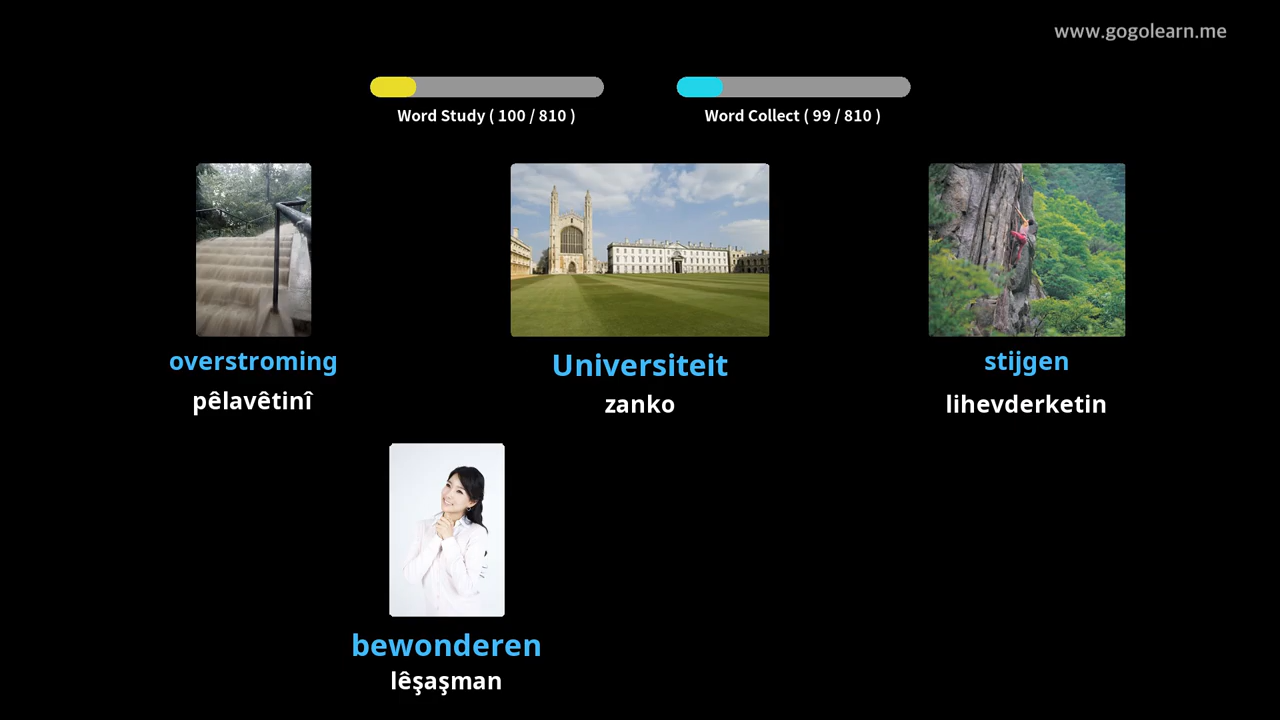 www.gogolearn.me
Word Study ( 100 / 810 )
Word Collect ( 99 / 810 )
overstroming
Universiteit
stijgen
pêlavêtinî
zanko
lihevderketin
bewonderen
lêşaşman